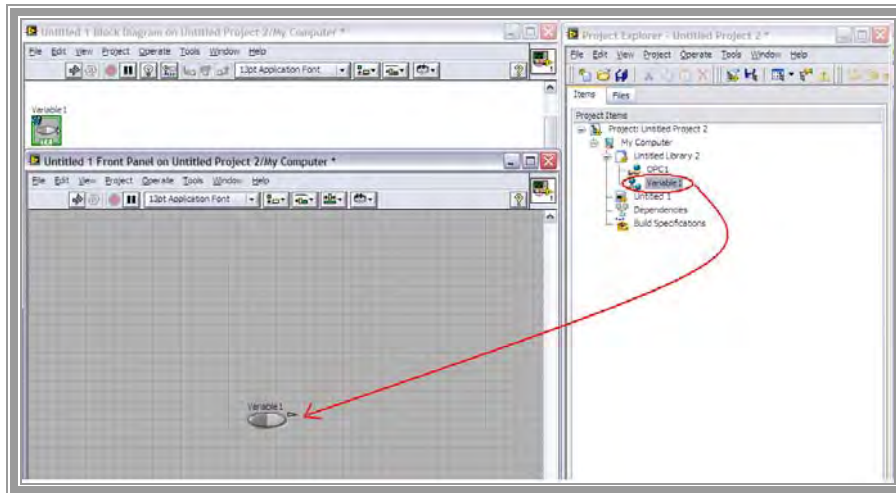 Untitled 1 Block Diagram on Untitled Project 2/My Computer *
File Edit View Project Operate Tools Window Help
13pt Application Font
Variable1
Untitled 1 Front Panel on Untitled Project 2/My Computer *
File Edit View Project Operate Tools Window Help
13pt Application Font
Variable1
Project Explorer - Untitled Project 2 *
File Edit View Project Operate Tools Window Help
Items Files
Project Items
Project: Untitled Project 2
My Computer
Untitled Library 2
OPC1
Variable1
Untitled 1
Dependencies
Build Specifications